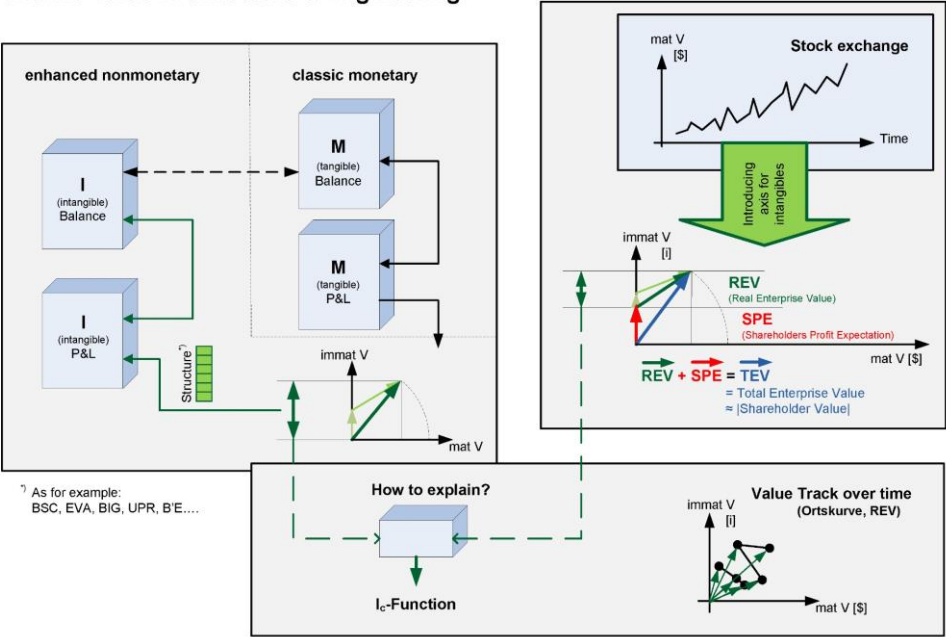 enhanced nonmonetary
classic monetary
I
(intangible)
Balance
M
(tangible)
Balance
I
(intangible)
P&L
M
(tangible)
P&L
Structure*)
immat V
mat V
*) As for example:
BSC, EVA, BIG, UPR, B'E....
mat V
[$]
Stock exchange
Time
Introducing
axis for
intangibles
immat V
[i]
REV
(Real Enterprise Value)
SPE
(Shareholders Profit Expectation)
mat V [$]
REV + SPE = TEV
= Total Enterprise Value
≈ |Shareholder Value|
How to explain?
Ic-Function
Value Track over time
(Ortskurve, REV)
immat V
[i]
mat V [$]